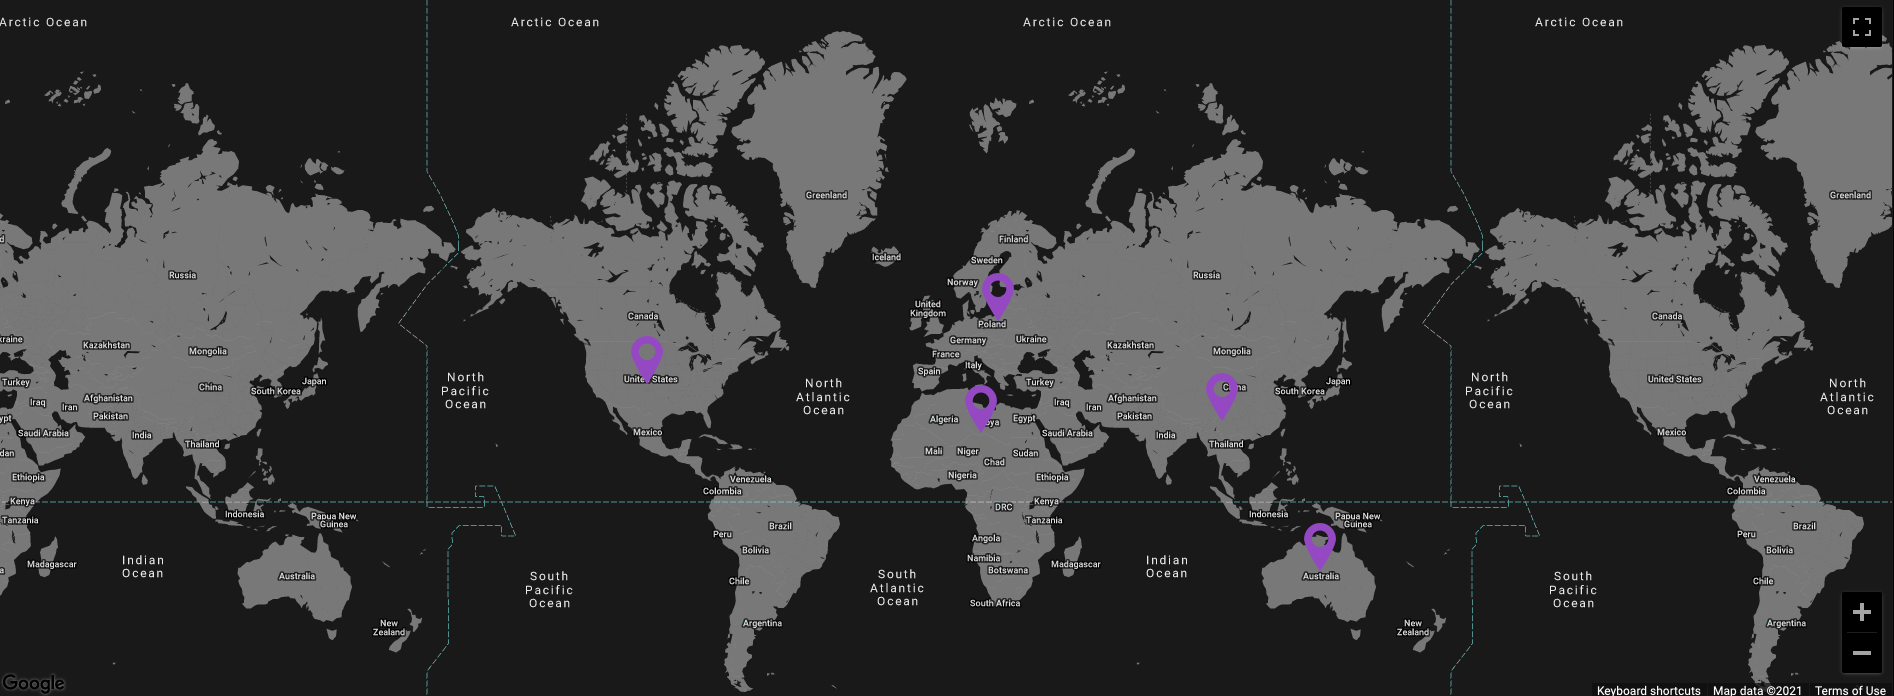 Arctic Ocean
Arctic Ocean
Arctic Ocean
Arctic Ocean
Greenland
Greenland
Finland
Iceland
Sweden
Russia
Russia
Norway
United
Kingdom
Canada
Canada
Poland
Ukraine
Germany
Kazakhstan
Mongolia
Kazakhstan
Mongolia
France
Italy
Spain
Turkey
China
South Korea
Japan
United States
Turkey
China
South Korea
Japan
United States
North
Pacific
Ocean
North
Atlantic
Ocean
North
Pacific
Ocean
North
Atlantic
Ocean
Iraq
Iran
Afghanistan
Pakistan
Iraq
Iran
Afghanistan
Pakistan
Algeria
Egypt
Saudi Arabia
India
Thailand
Mexico
Saudi Arabia
India
Thailand
Mexico
Mali
Niger
Chad
Sudan
Nigeria
Ethiopia
Ethiopia
Venezuela
Colombia
Venezuela
Colombia
Kenya
DRC
Kenya
Tanzania
Indonesia
Papua New
Guinea
Tanzania
Indonesia
Papua New
Guinea
Peru
Brazil
Bolivia
Peru
Brazil
Bolivia
Angola
Namibia
Botswana
Madagascar
Madagascar
Indian
Ocean
Indian
Ocean
Australia
Australia
South
Pacific
Ocean
South
Atlantic
Ocean
South
Pacific
Ocean
Chile
Chile
South Africa
New
Zealand
New
Zealand
Argentina
Argentina
Google
Keyboard shortcuts Map data ©2021 Terms of Use